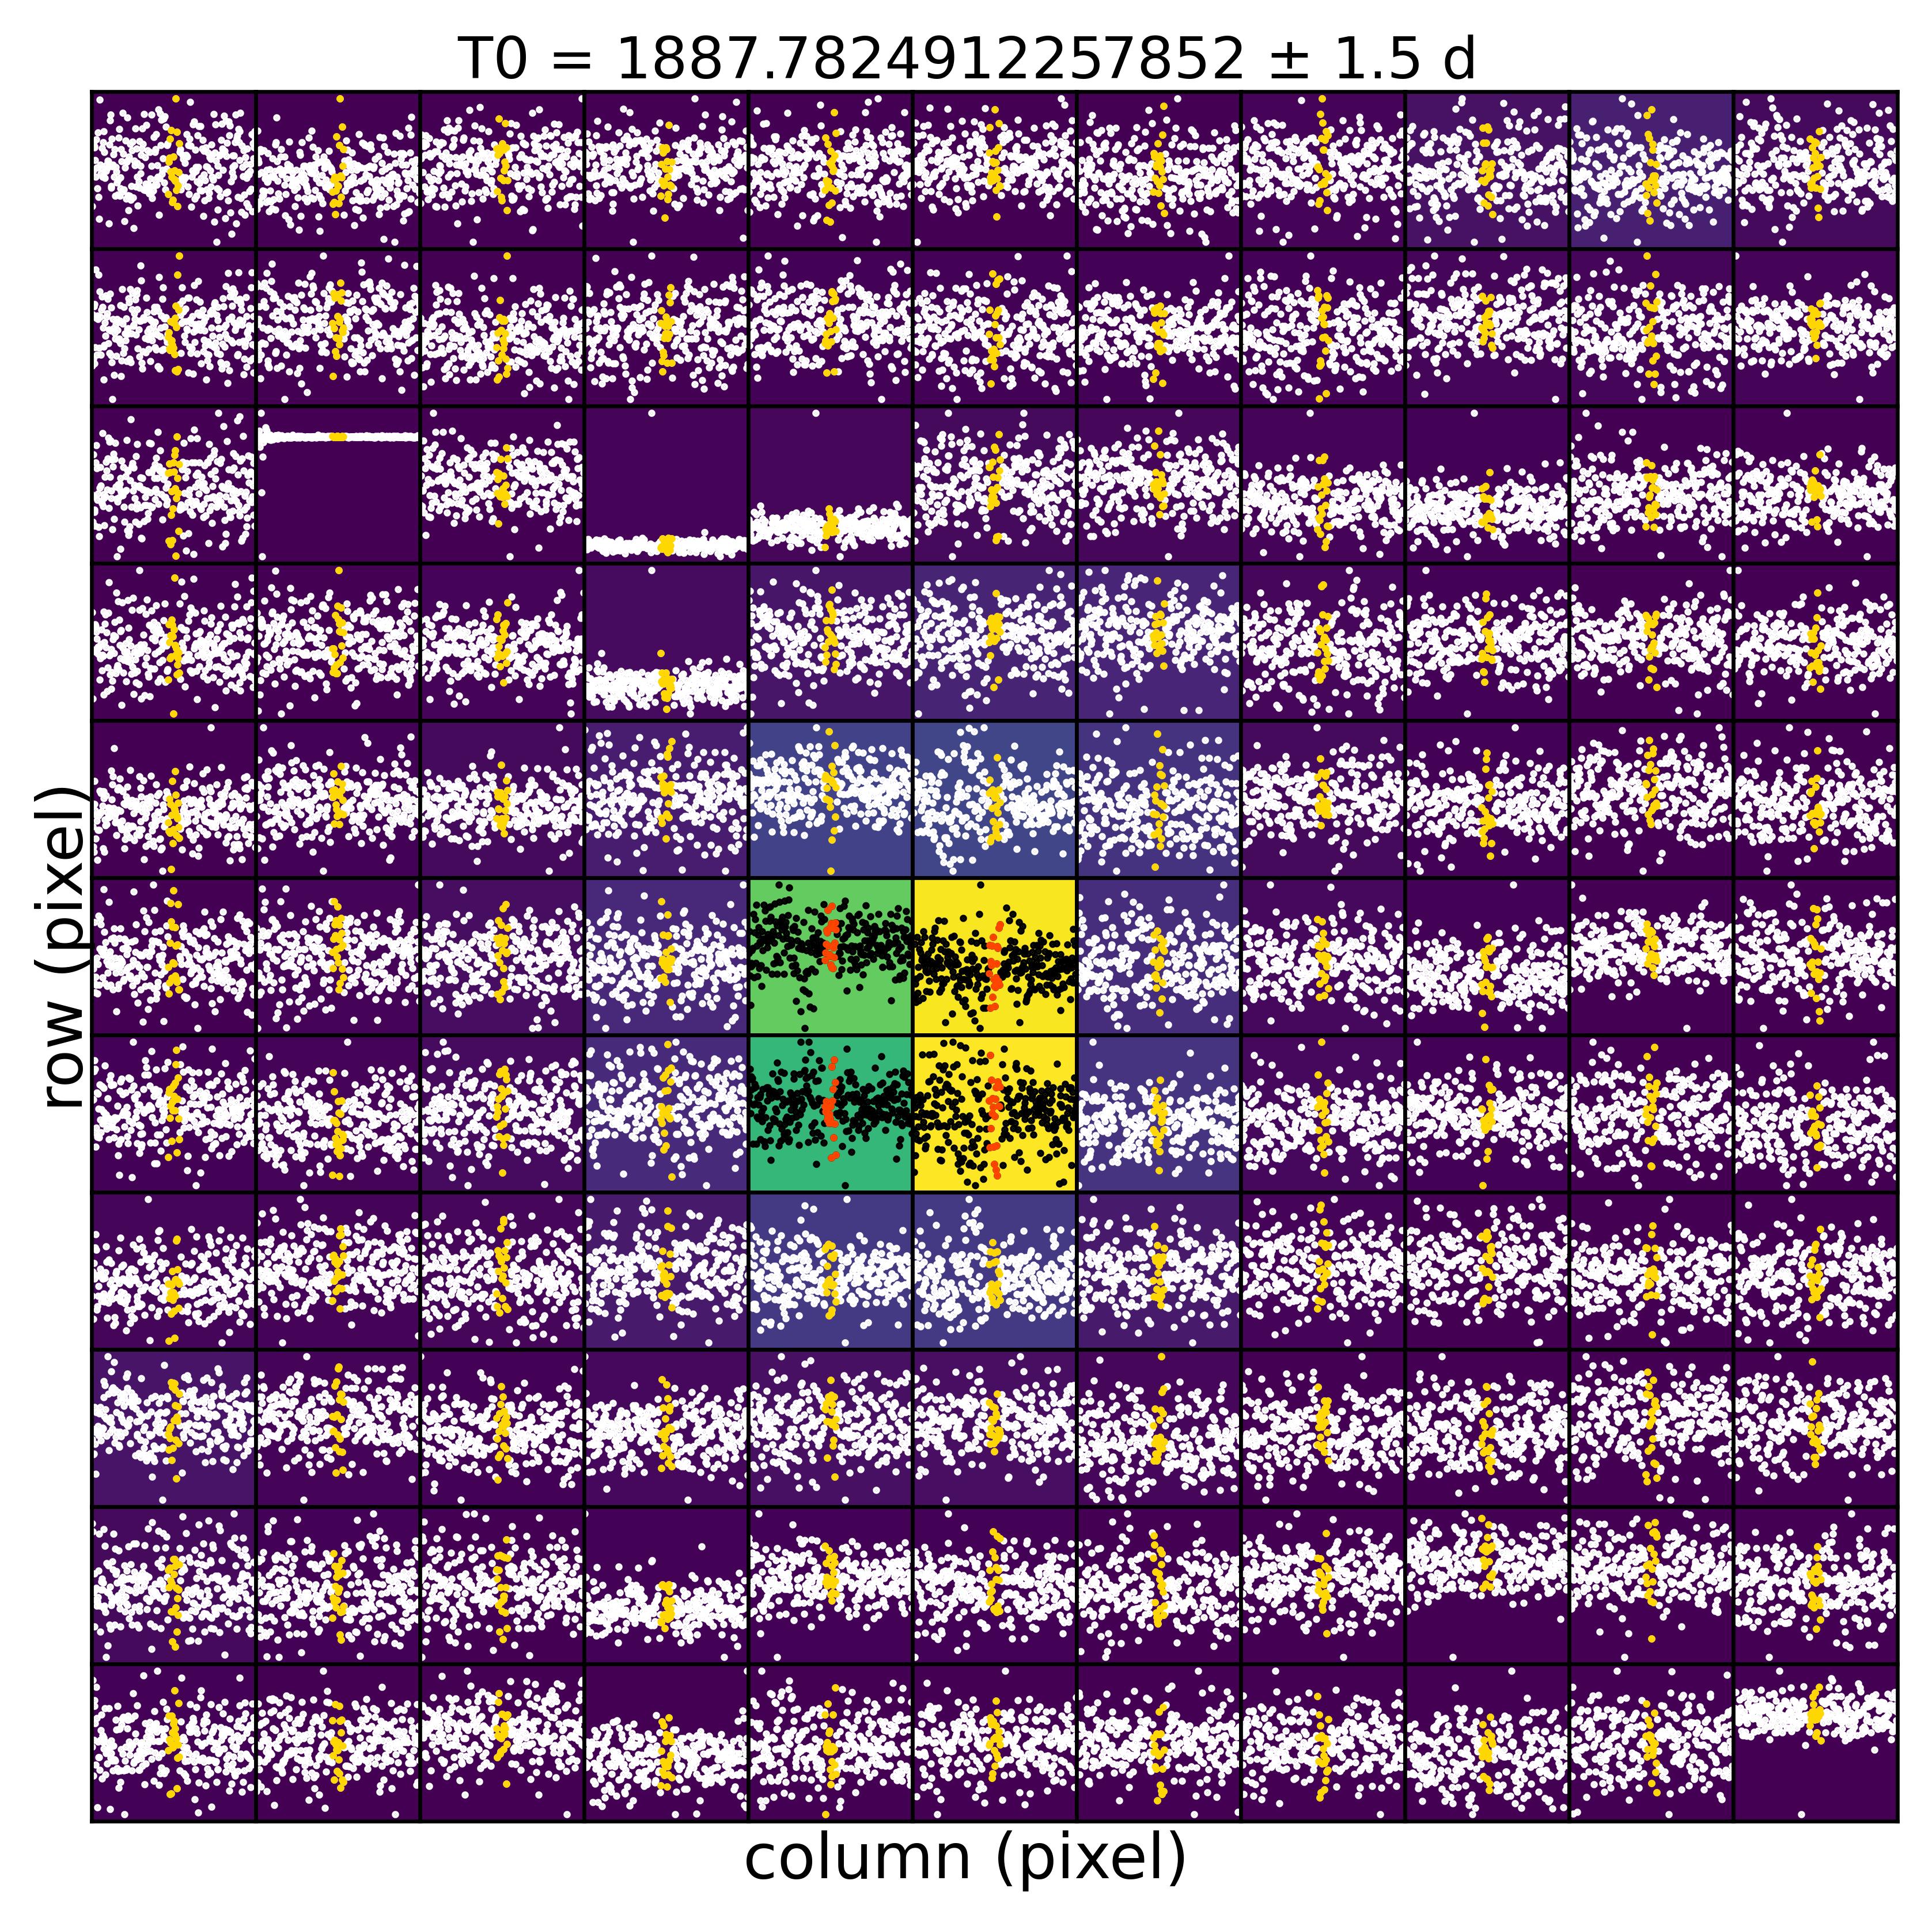 T0 = 1887.7824912257852 ± 1.5 d
row (pixel)
column (pixel)